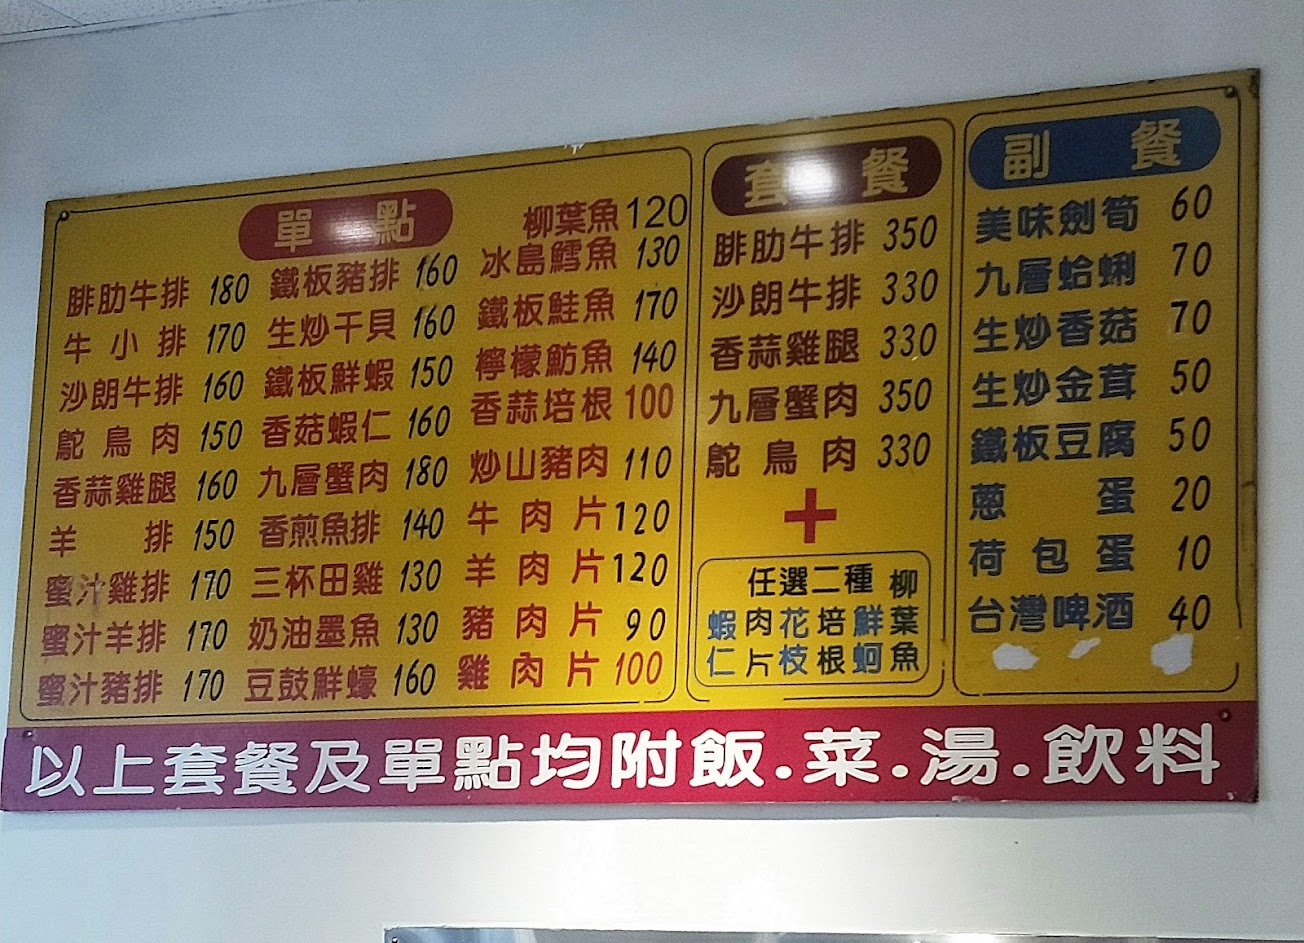 單 點
腓肋牛排 180
牛小排 170
沙朗牛排 160
鴕鳥肉 150
香蒜雞腿 160
羊排 150
蜜汁雞排 170
蜜汁羊排 170
蜜汁豬排 170
鐵板豬排 160
生炒干貝 160
鐵板鮮蝦 150
香菇蝦仁 160
九層蟹肉 180
香煎魚排 140
三杯田雞 130
奶油墨魚 130
豆鼓鮮蠔 160
柳葉魚 120
冰島鱈魚 130
鐵板鮭魚 170
檸檬魴魚 140
香蒜培根 100
炒山豬肉 110
牛肉片 120
羊肉片 120
豬肉片 90
雞肉片 100
套餐
腓肋牛排 350
沙朗牛排 330
香蒜雞腿 330
九層蟹肉 350
鴕鳥肉 330
+
任選二種
蝦仁
肉片
花枝
培根
鮮蚵
柳葉魚
副餐
美味劍筍 60
九層蛤蜊 70
生炒香菇 70
生炒金茸 50
鐵板豆腐 50
蔥蛋 20
荷包蛋 10
台灣啤酒 40
以上套餐及單點均附飯.菜.湯.飲料